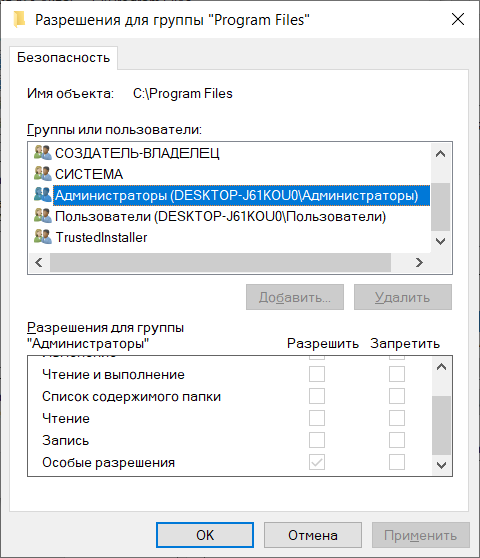 Разрешения для группы "Program Files"
Безопасность
Имя объекта: C:\Program Files
Группы или пользователи:
СОЗДАТЕЛЬ-ВЛАДЕЛЕЦ
СИСТЕМА
Администраторы (DESKTOP-J61KOU0\Администраторы)
Пользователи (DESKTOP-J61KOU0\Пользователи)
TrustedInstaller
Добавить... Удалить
Разрешения для группы
"Администраторы" Разрешить Запретить
Чтение и выполнение
Список содержимого папки
Чтение
Запись
Особые разрешения
OK Отмена Применить